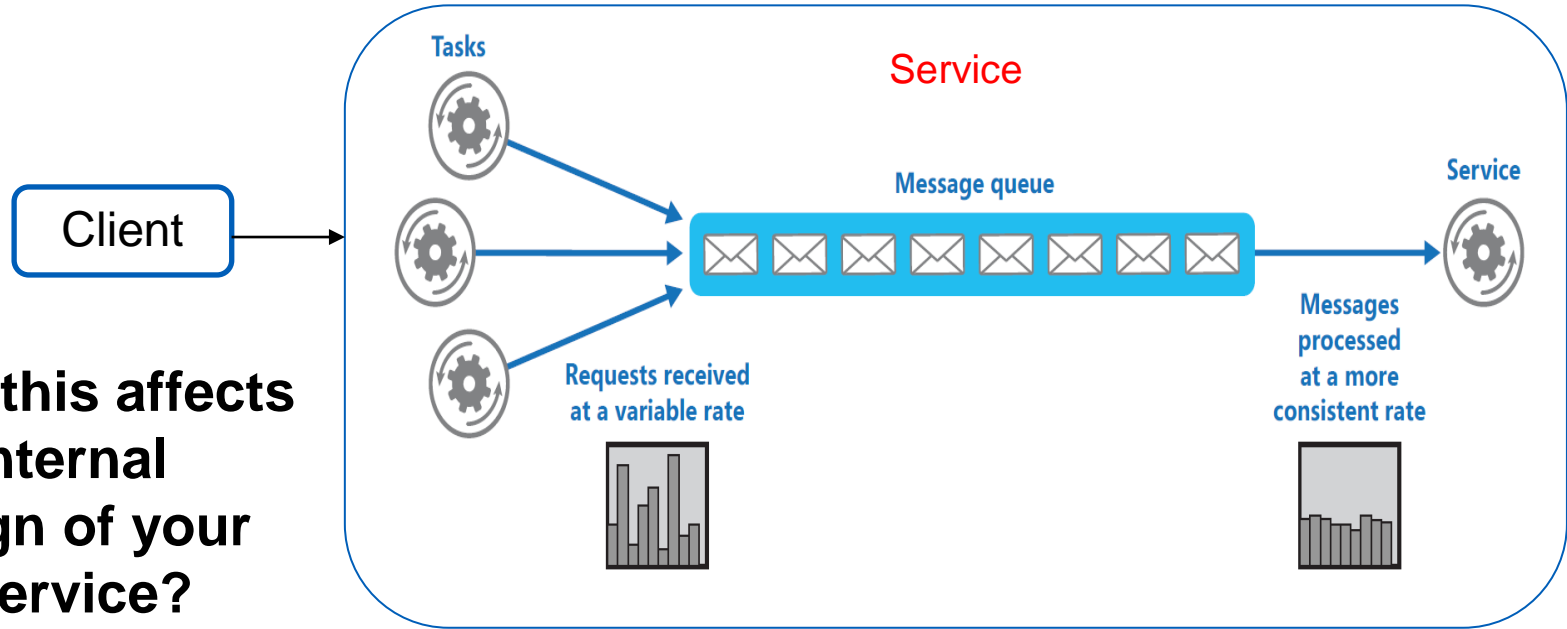 Tasks
Service
Message queue
Service
Client
Messages
processed
at a more
consistent rate
Requests received
at a variable rate
this affects
nternal
gn of your
ervice?